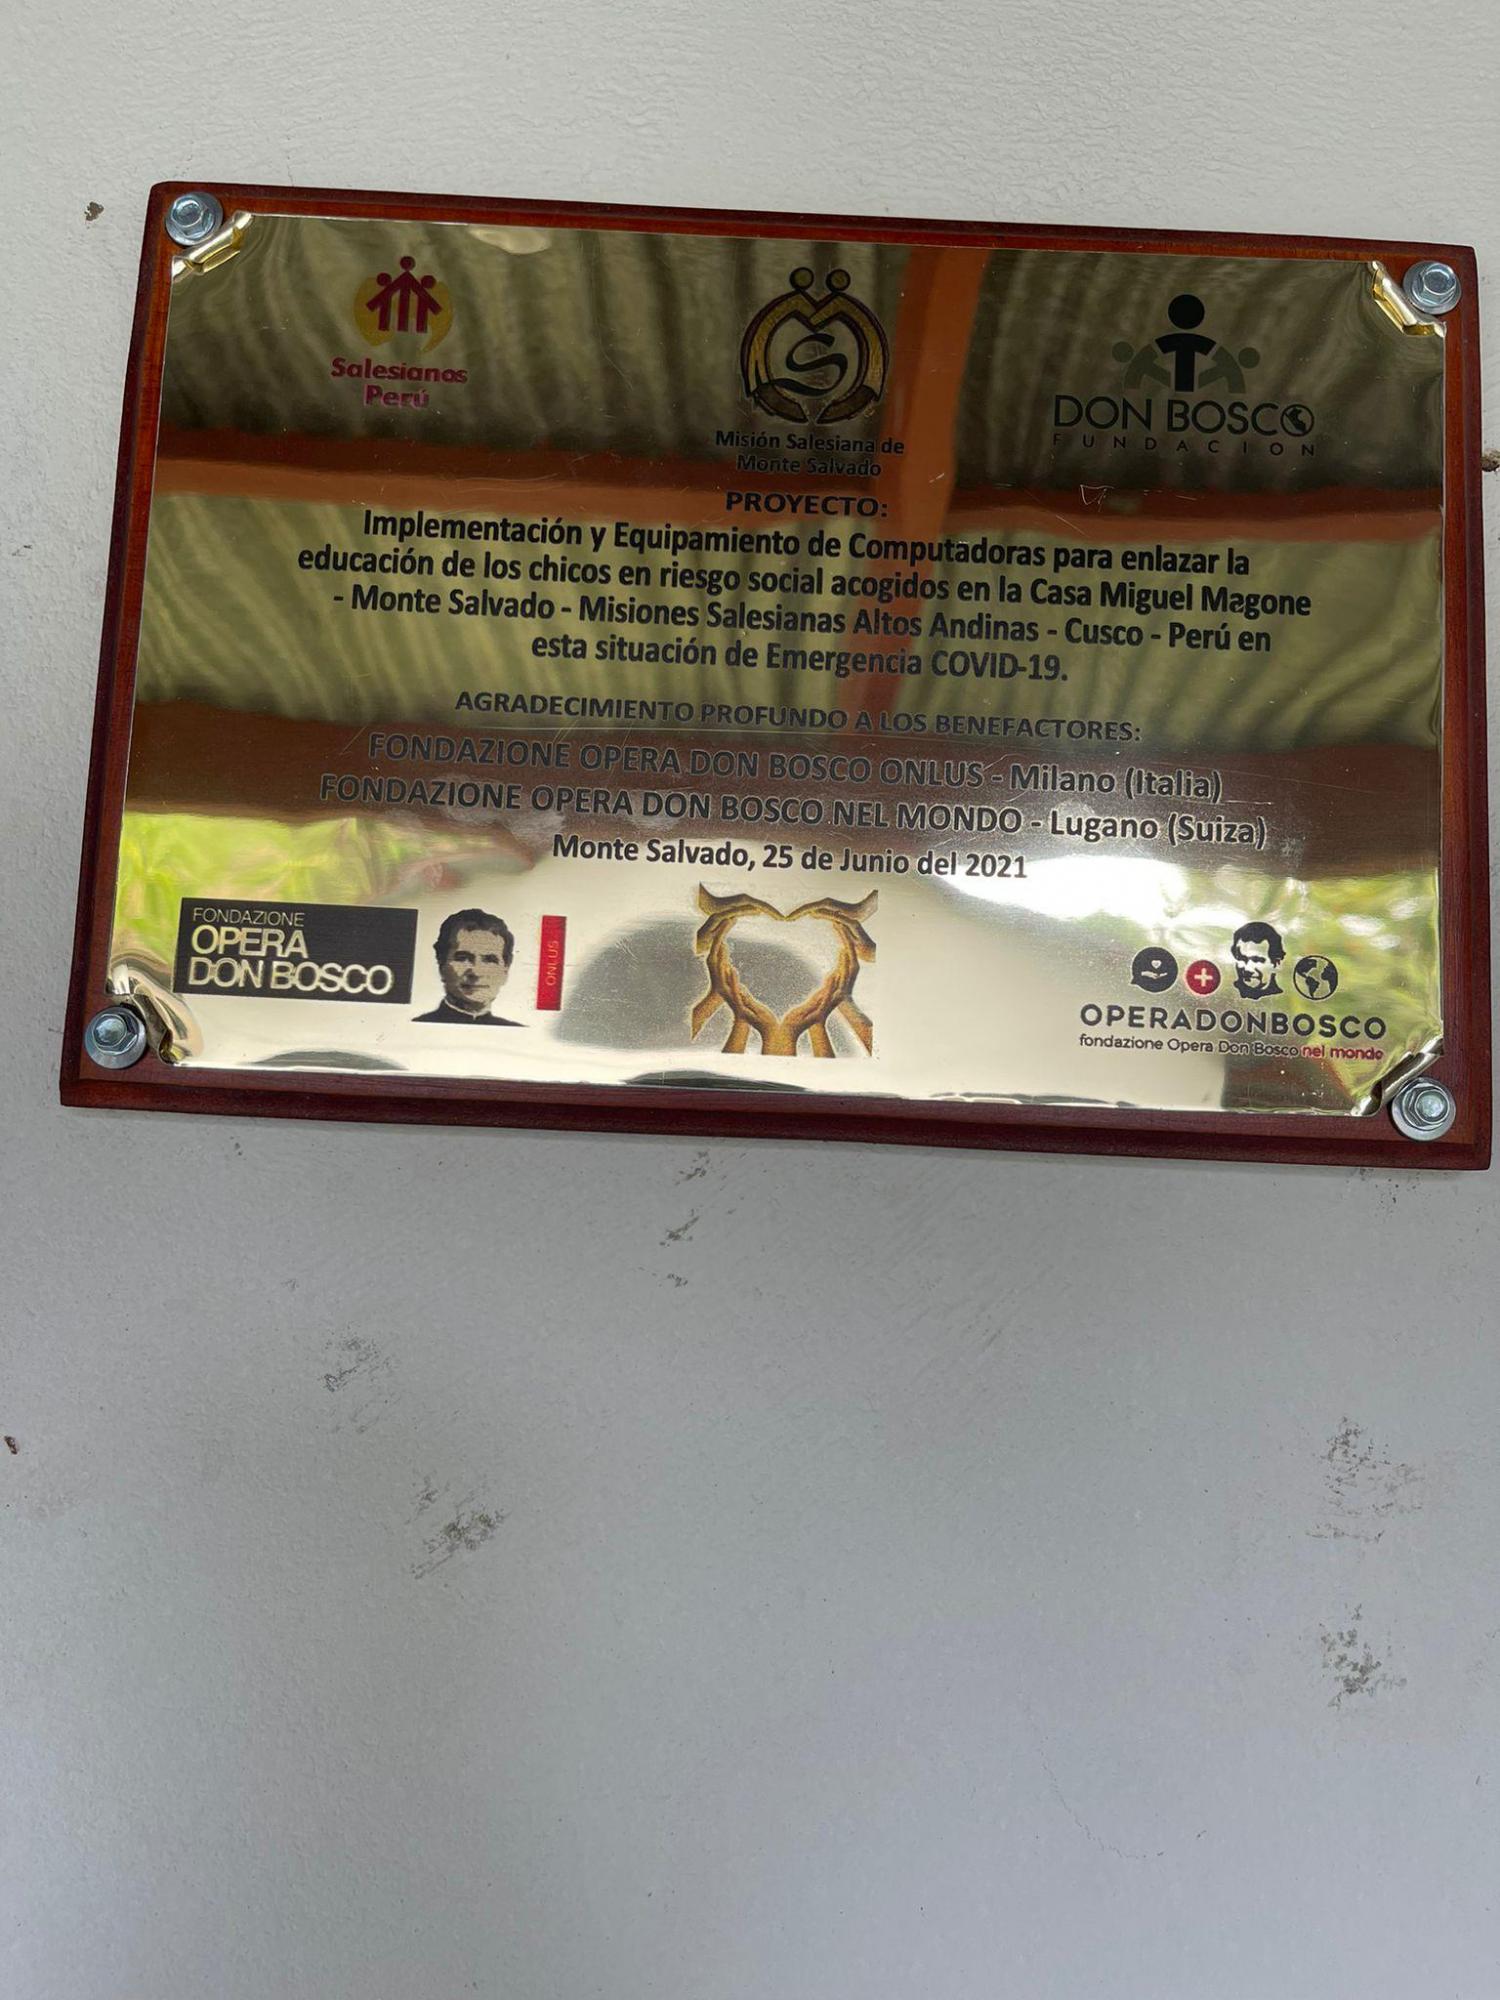 Salesianos
Perú
Misión Salesiana de
Monte Salvado
DON BOSCO
FUNDACION
PROYECTO:
Implementación y Equipamiento de Computadoras para enlazar la
educación de los chicos en riesgo social acogidos en la Casa Miguel Magone
- Monte Salvado - Misiones Salesianas Altos Andinas - Cusco - Perú en
esta situación de Emergencia COVID-19.
AGRADECIMIENTO PROFUNDO A LOS BENEFACTORES:
FONDAZIONE OPERA DON BOSCO ONLUS - Milano (Italia)
FONDAZIONE OPERA DON BOSCO NEL MONDO - Lugano (Suiza)
Monte Salvado, 25 de Junio del 2021
FONDAZIONE
OPERA
DON BOSCO
ONLUS
OPERADONBOSCO
fondazione Opera Don Bosco nel mondo